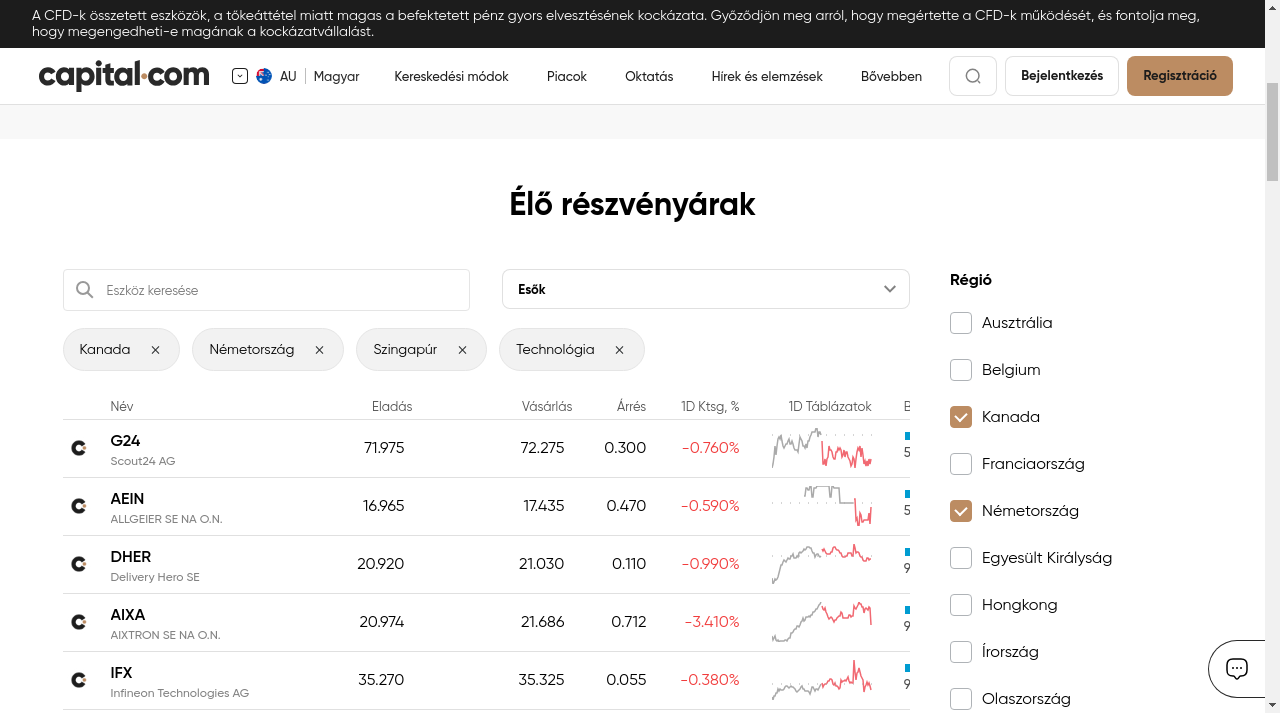 A CFD-k összetett eszközök, a tőkeáttétel miatt magas a befektetett pénz gyors elvesztésének kockázata. Győződjön meg arról, hogy megértette a CFD-k működését, és fontolja meg,
hogy megengedheti-e magának a kockázatvállalást.
capital.com AU Magyar Kereskedési módok Piacok Oktatás Hírek és elemzések Bővebben Bejelentkezés Regisztráció
Élő részvényárak
Eszköz keresése Esők
Kanada Németország Szingapúr Technológia
Név Eladás Vásárlás Árrés 1D Ktsg, % 1D Táblázatok
G24 71.975 72.275 0.300 -0.760%
Scout24 AG
AEIN 16.965 17.435 0.470 -0.590%
ALLGEIER SE NA O.N.
DHER 20.920 21.030 0.110 -0.990%
Delivery Hero SE
AIXA 20.974 21.686 0.712 -3.410%
AIXTRON SE NA O.N.
IFX 35.270 35.325 0.055 -0.380%
Infineon Technologies AG
Régió
Ausztrália
Belgium
Kanada
Franciaország
Németország
Egyesült Királyság
Hongkong
Írország
Olaszország